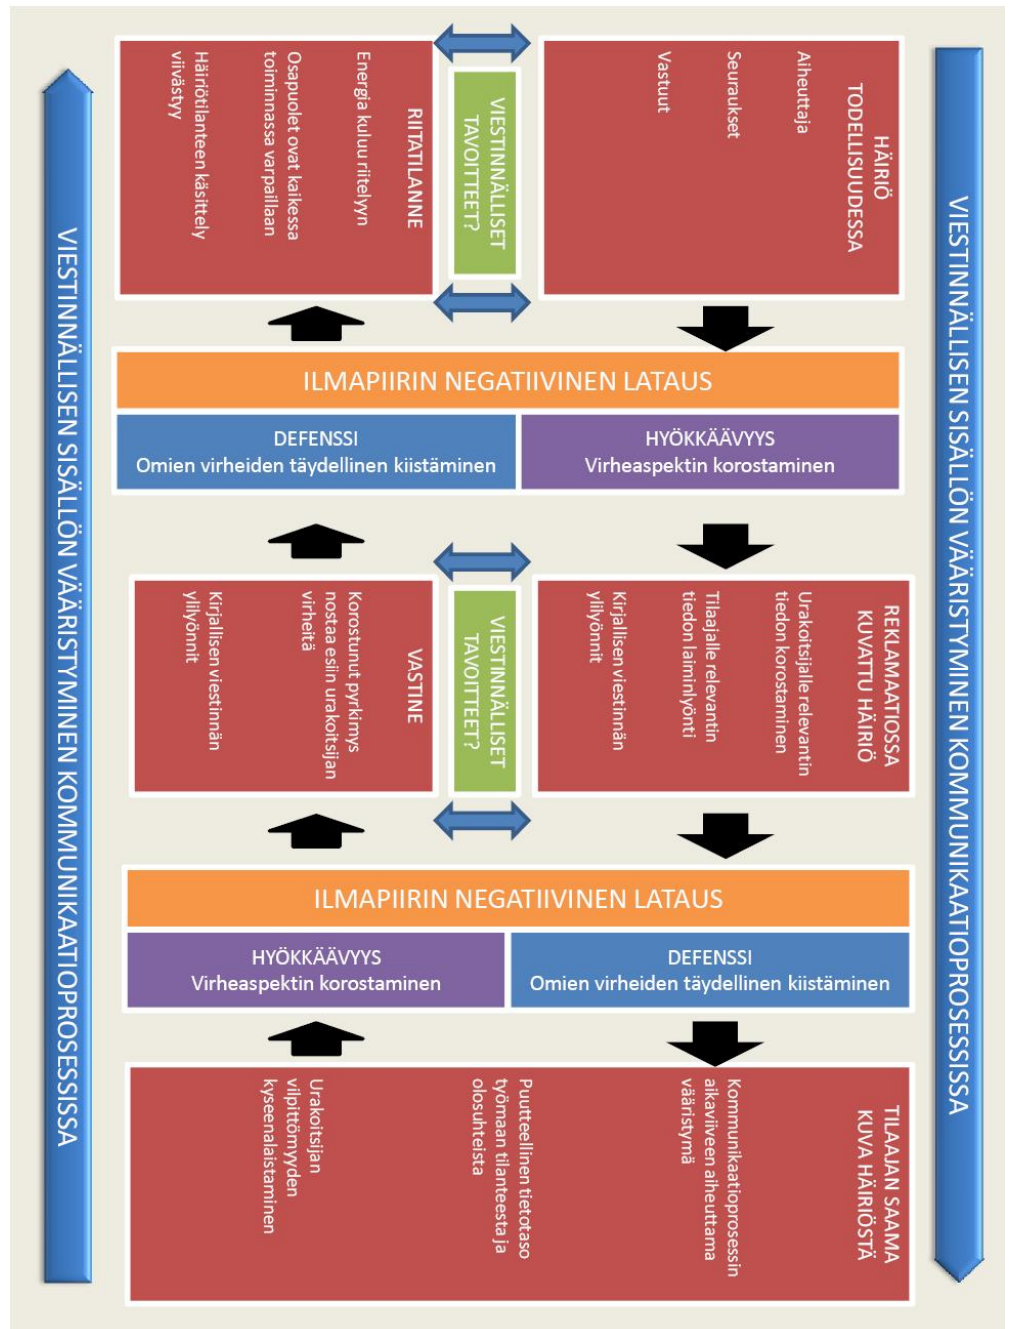 VIESTINNÄLLISEN SISÄLLÖN VÄÄRISTYMINEN KOMMUNIKAATIOPROSESSISSA
HÄIRIÖ
TODELLISUUDESSA
Aiheuttaja
Seuraukset
Vastuut
VIESTINNÄLLISET
TAVOITTEET?
RIITATILANNE
Energia kuluu riitelyyn
Osapuolet ovat kaikessa
toiminnassa varpaillaan
Häiriötilanteen käsittely
viivästyy
ILMAPIIRIN NEGATIIVINEN LATAUS
DEFENSSI
Omien virheiden täydellinen kiistäminen
HYÖKKÄÄVYYS
Virheaspektin korostaminen
REKLAMAATIOSSA
KUVATTU HÄIRIÖ
Urakoitsijalle relevantin
tiedon korostaminen
Tilaajalle relevantin
tiedon laiminlyönti
Kirjallisen viestinnän
ylilyönnit
VIESTINNÄLLISET
TAVOITTEET?
VASTINE
Korostunut pyrkimys
nostaa esiin urakoitsijan
virheitä
Kirjallisen viestinnän
ylilyönnit
ILMAPIIRIN NEGATIIVINEN LATAUS
HYÖKKÄÄVYYS
Virheaspektin korostaminen
DEFENSSI
Omien virheiden täydellinen kiistäminen
TILAAJAN SAAMA
KUVA HÄIRIÖSTÄ
Kommunikaatioprosessin
aikaviiveen aiheuttama
vääristymä
Puutteellinen tietotaso
työmaan tilanteesta ja
olosuhteista
Urakoitsijan
vilpittömyyden
kyseenalaistaminen
VIESTINNÄLLISEN SISÄLLÖN VÄÄRISTYMINEN KOMMUNIKAATIOPROSESSISSA